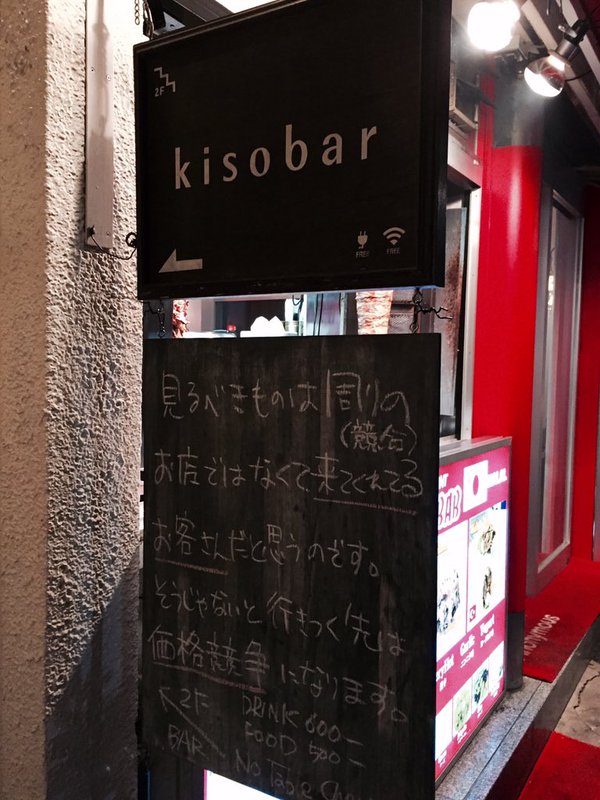 2F
kisobar
FREE
FREE
見るべきものは周りの
(競合)
お店ではなくて来てくれてる
お客さんだと思うのです。
そうじゃないと行きつく先は
価格競争になります。
2F DRINK 600-
BAR FOOD 500-
No Table
BAB
Garlic
Yogurt